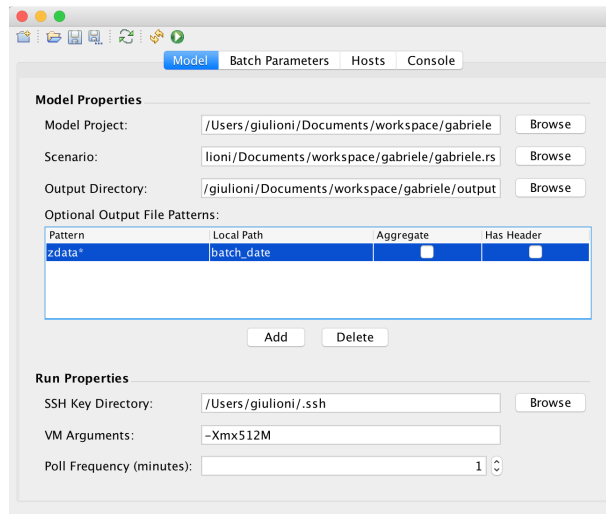 Model Batch Parameters Hosts Console
Model Properties
Model Project: /Users/giulioni/Documents/workspace/gabriele Browse
Scenario: lioni/Documents/workspace/gabriele/gabriele.rs Browse
Output Directory: /giulioni/Documents/workspace/gabriele/output Browse
Optional Output File Patterns:
Pattern Local Path Aggregate Has Header
zdata* batch_date
Add Delete
Run Properties
SSH Key Directory: /Users/giulioni/.ssh Browse
VM Arguments: -Xmx512M
Poll Frequency (minutes): 1